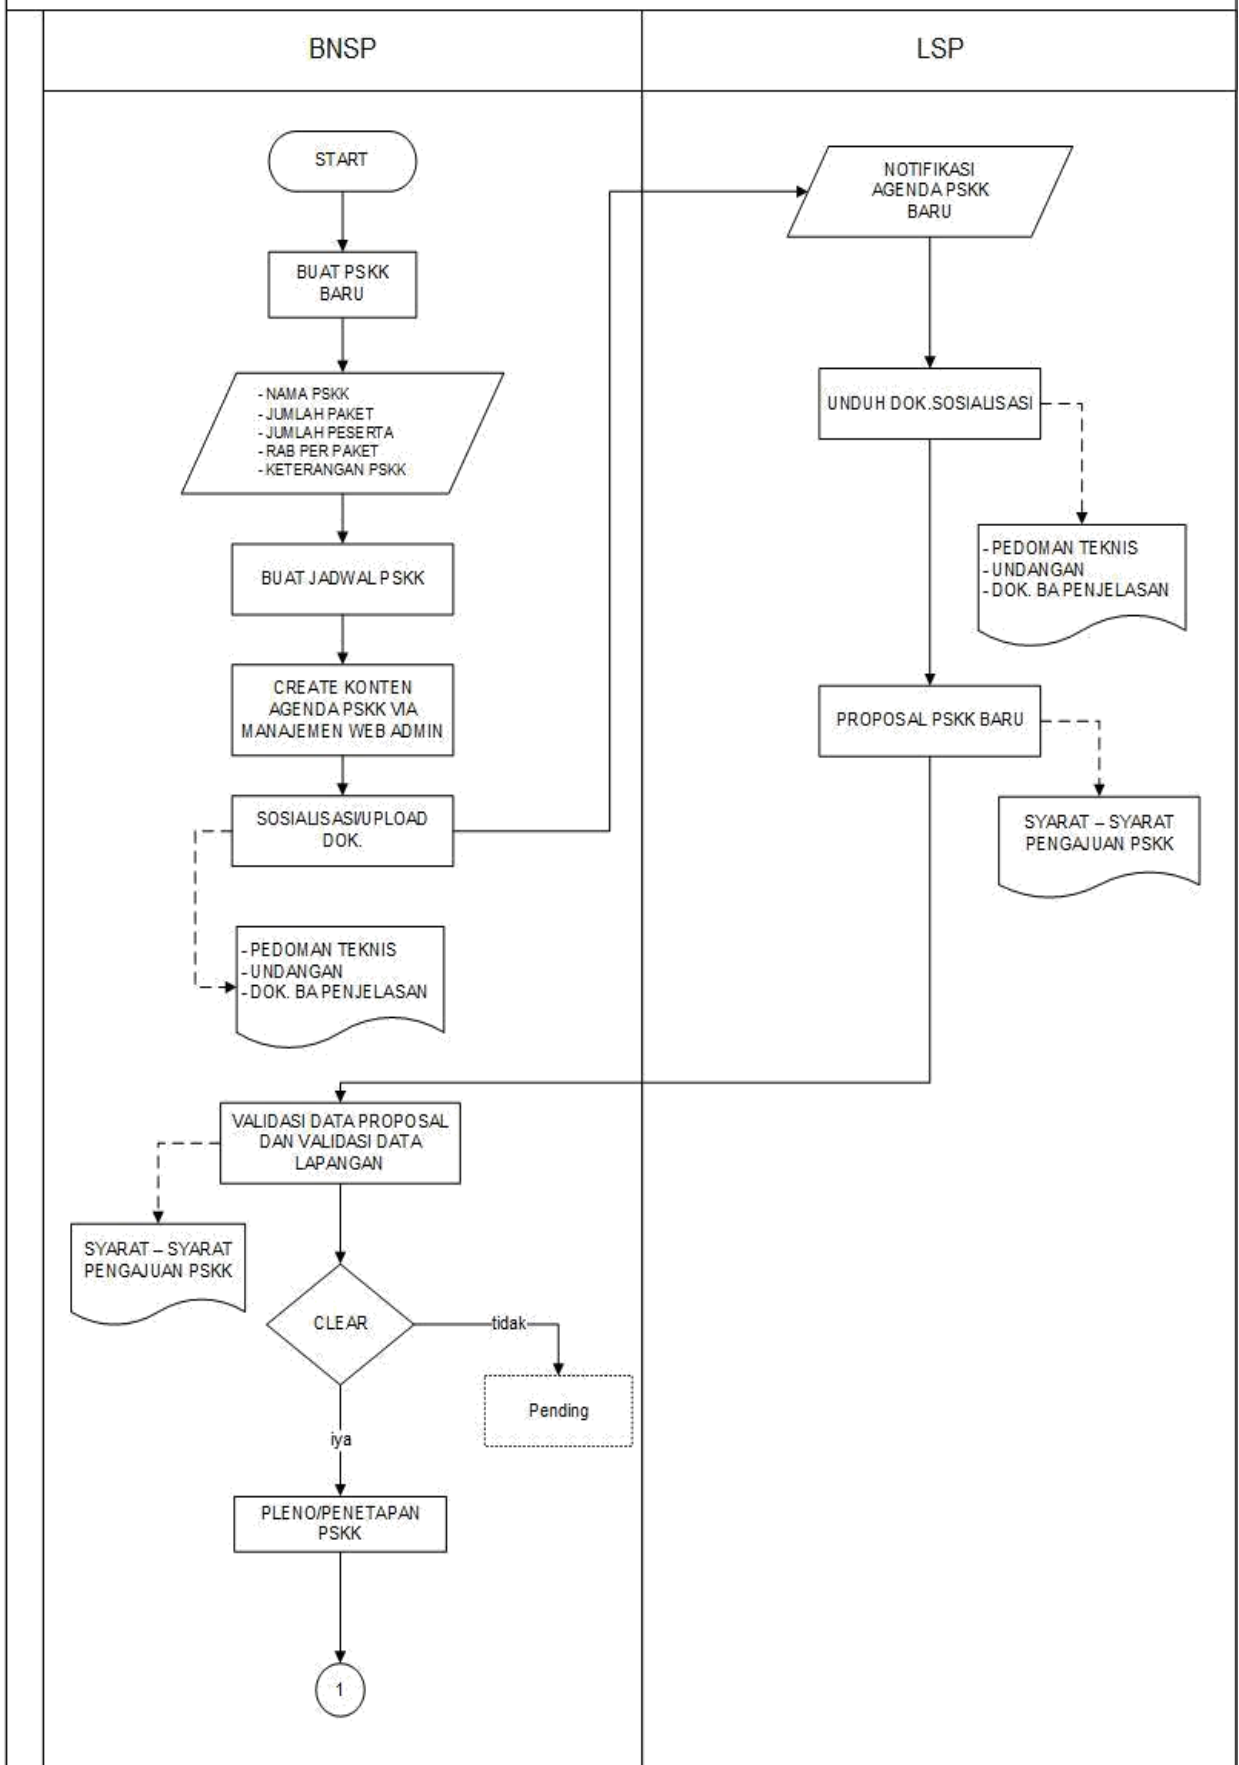 BNSP
LSP
START
BUAT PSKK
BARU
- NAMA PSKK
- JUMLAH PAKET
- JUMLAH PESERTA
- RAB PER PAKET
- KETERANGAN PSKK
BUAT JADWAL PSKK
CREATE KONTEN
AGENDA PSKK VIA
MANAJEMEN WEB ADMIN
SOSIALISASI/UPLOAD
DOK.
- PEDOMAN TEKNIS
- UNDANGAN
- DOK. BA PENJELASAN
NOTIFIKASI
AGENDA PSKK
BARU
UNDUH DOK.SOSIALISASI
- PEDOMAN TEKNIS
- UNDANGAN
- DOK. BA PENJELASAN
PROPOSAL PSKK BARU
SYARAT – SYARAT
PENGAJUAN PSKK
VALIDASI DATA PROPOSAL
DAN VALIDASI DATA
LAPANGAN
SYARAT – SYARAT
PENGAJUAN PSKK
CLEAR
tidak
Pending
iya
PLENO/PENETAPAN
PSKK
1